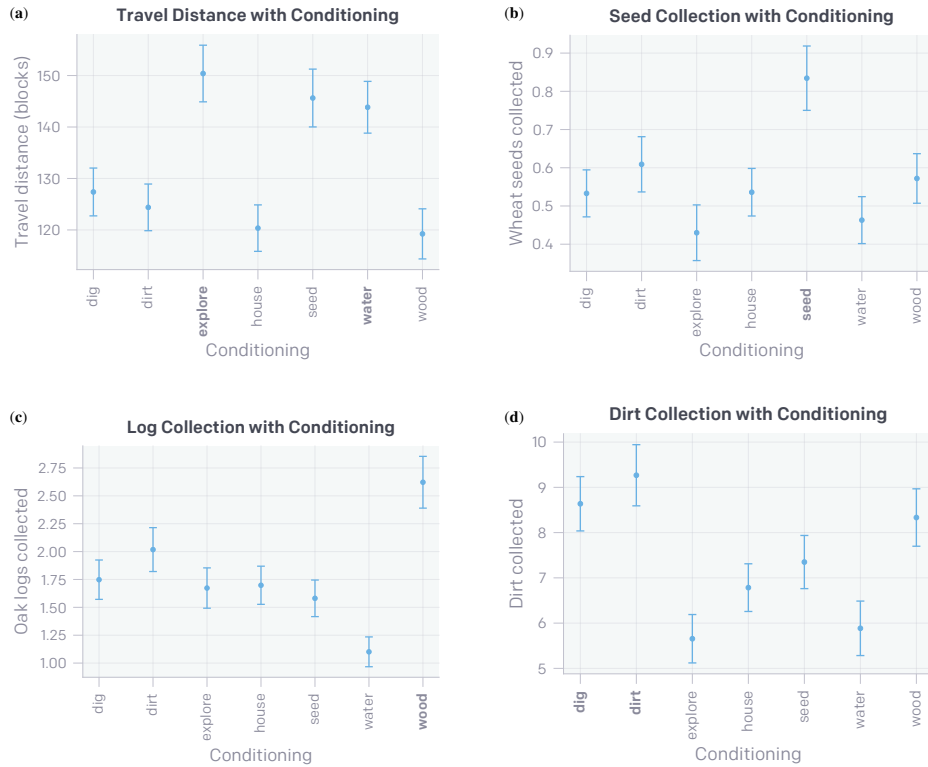 (a)
Travel Distance with Conditioning
Travel distance (blocks)
150
140
130
120
dig
dirt
explore
house
seed
water
wood
Conditioning
(b)
Seed Collection with Conditioning
Wheat seeds collected
0.9
0.8
0.7
0.6
0.5
0.4
dig
dirt
explore
house
seed
water
wood
Conditioning
(c)
Log Collection with Conditioning
Oak logs collected
2.75
2.50
2.25
2.00
1.75
1.50
1.25
1.00
dig
dirt
explore
house
seed
water
wood
Conditioning
(d)
Dirt Collection with Conditioning
Dirt collected
10
9
8
7
6
5
dig
dirt
explore
house
seed
water
wood
Conditioning